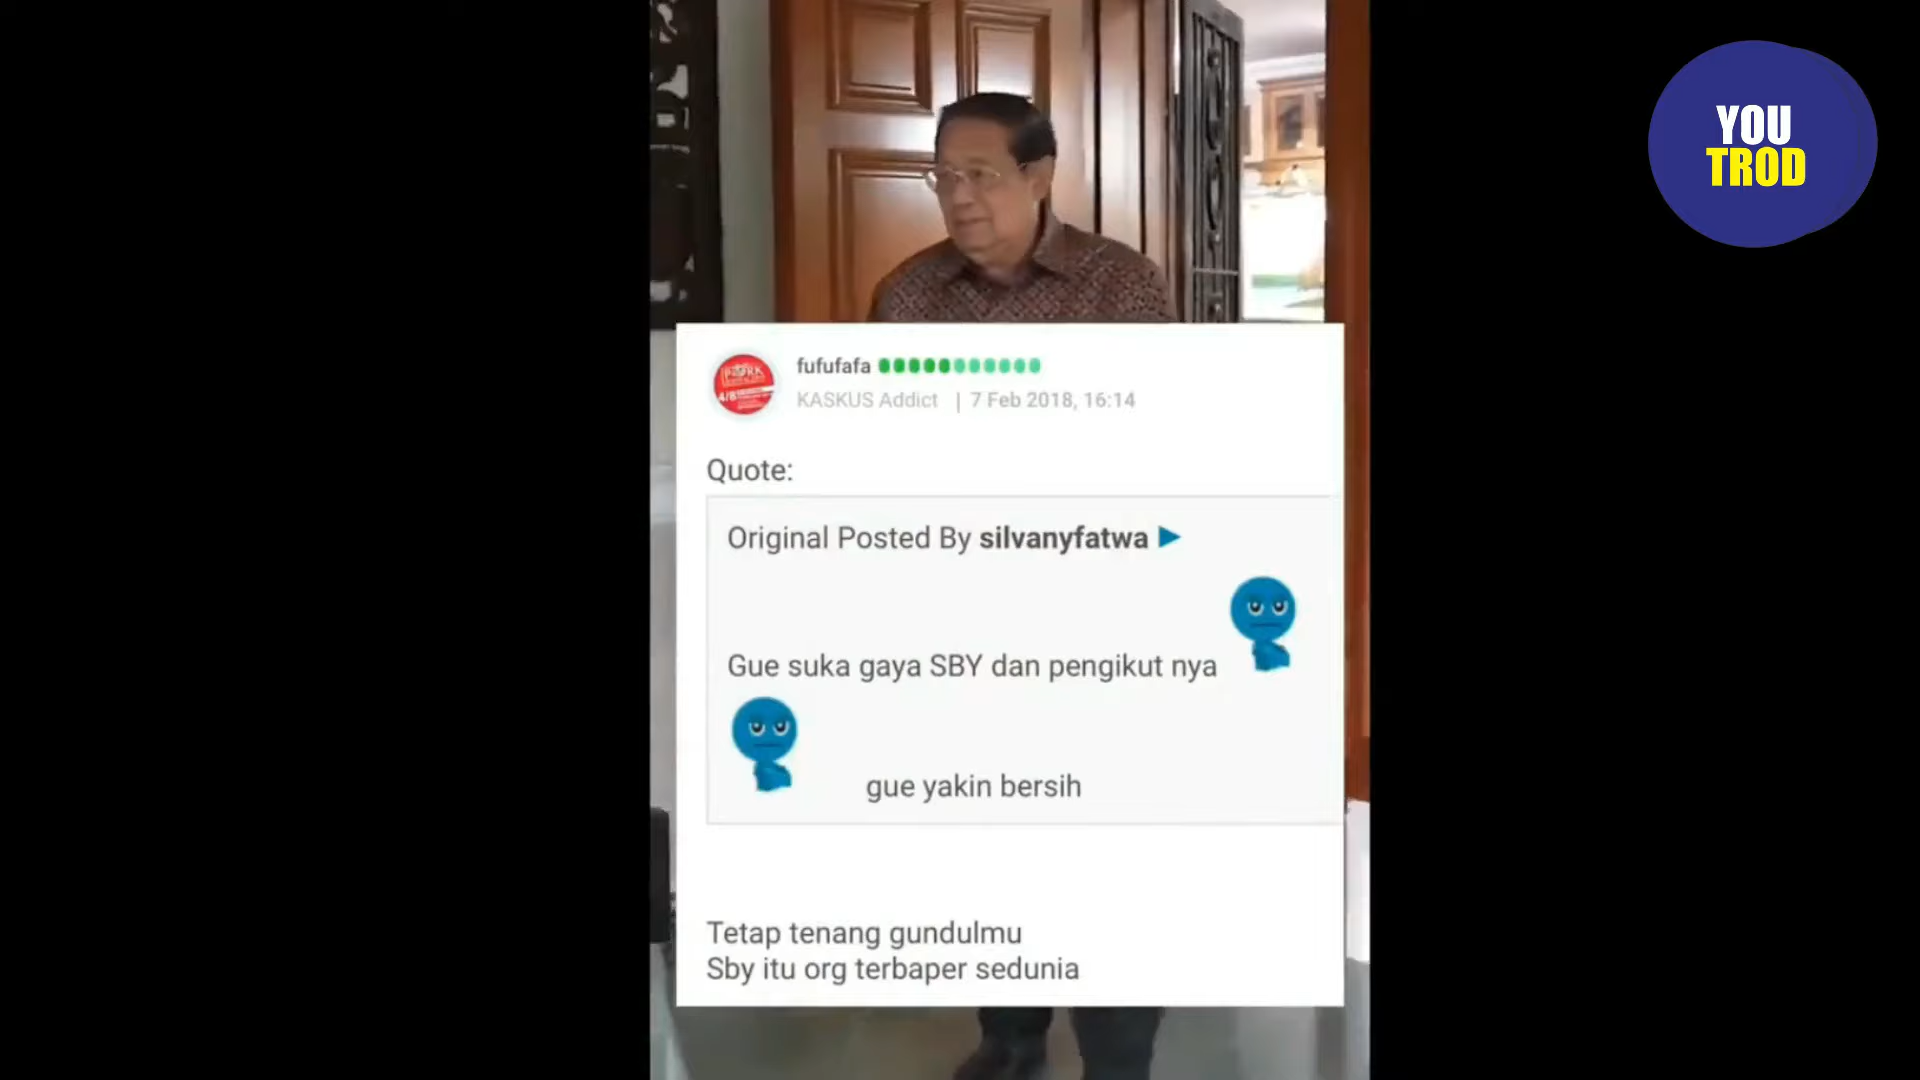 YOU
TROD
fufufafa
KASKUS Addict | 7 Feb 2018, 16:14
Quote:
Original Posted By silvanyfatwa
Gue suka gaya SBY dan pengikut nya
gue yakin bersih
Tetap tenang gundulmu
Sby itu org terbaper sedunia